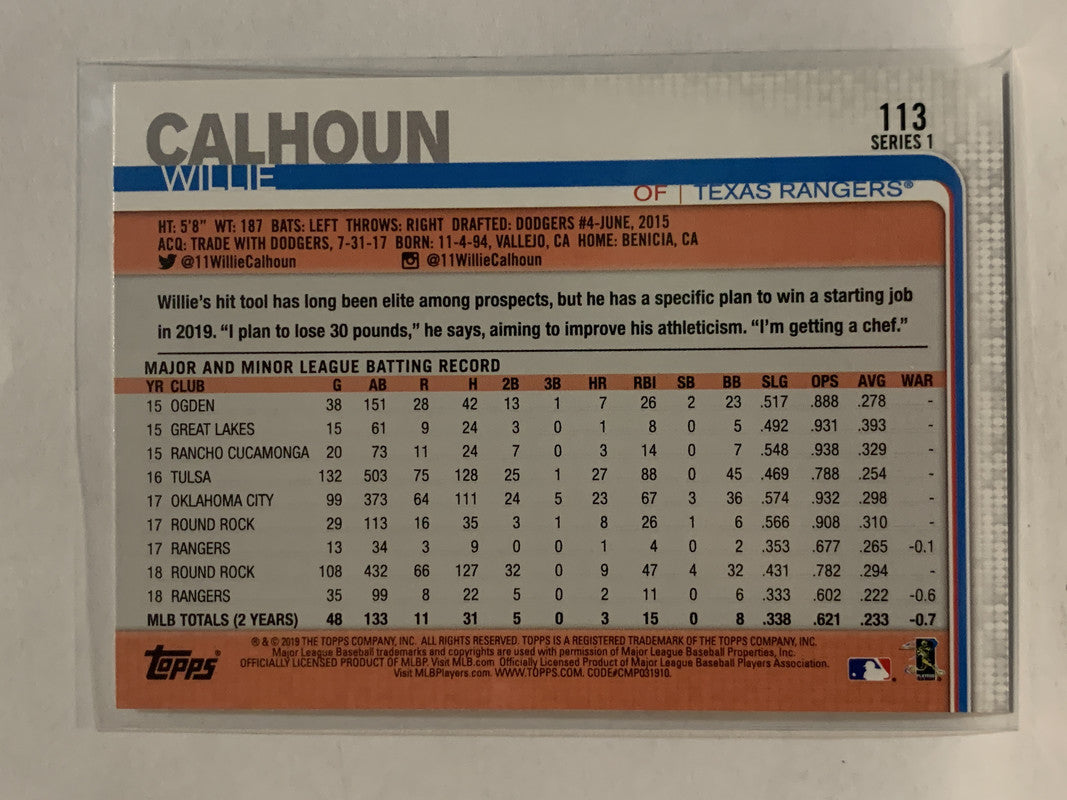 CALHOUN
WILLIE
113
SERIES 1
OF | TEXAS RANGERS®
HT: 5'8" WT: 187 BATS: LEFT THROWS: RIGHT DRAFTED: DODGERS #4-JUNE, 2015
ACQ: TRADE WITH DODGERS, 7-31-17 BORN: 11-4-94, VALLEJO, CA HOME: BENICIA, CA
@11WillieCalhoun @11WillieCalhoun
Willie's hit tool has long been elite among prospects, but he has a specific plan to win a starting job
in 2019. "I plan to lose 30 pounds," he says, aiming to improve his athleticism. "I'm getting a chef."
MAJOR AND MINOR LEAGUE BATTING RECORD
YR CLUB G AB R H 2B 3B HR RBI SB BB SLG OPS AVG WAR
15 OGDEN 38 151 28 42 13 1 7 26 2 23 .517 .888 .278 -
15 GREAT LAKES 15 61 9 24 3 0 1 8 0 5 .492 .931 .393 -
15 RANCHO CUCAMONGA 20 73 11 24 7 0 3 14 0 7 .548 .938 .329 -
16 TULSA 132 503 75 128 25 1 27 88 0 45 .469 .788 .254 -
17 OKLAHOMA CITY 99 373 64 111 24 5 23 67 3 36 .574 .932 .298 -
17 ROUND ROCK 29 113 16 35 3 1 8 26 1 6 .566 .908 .310 -
17 RANGERS 13 34 3 9 0 0 1 4 0 2 .353 .677 .265 -0.1
18 ROUND ROCK 108 432 66 127 32 0 9 47 4 32 .431 .782 .294 -
18 RANGERS 35 99 8 22 5 0 2 11 0 6 .333 .602 .222 -0.6
MLB TOTALS (2 YEARS) 48 133 11 31 5 0 3 15 0 8 .338 .621 .233 -0.7
TOPPS®
® & © 2019 THE TOPPS COMPANY, INC. ALL RIGHTS RESERVED. TOPPS IS A REGISTERED TRADEMARK OF THE TOPPS COMPANY, INC.
Major League Baseball trademarks and copyrights are used with permission of Major League Baseball Properties, Inc.
OFFICIALLY LICENSED PRODUCT OF MLBP. Visit MLB.com. Officially Licensed Product of Major League Baseball Players Association.
Visit MLBPlayers.com. WWW.TOPPS.COM. CODE#CMP031910.